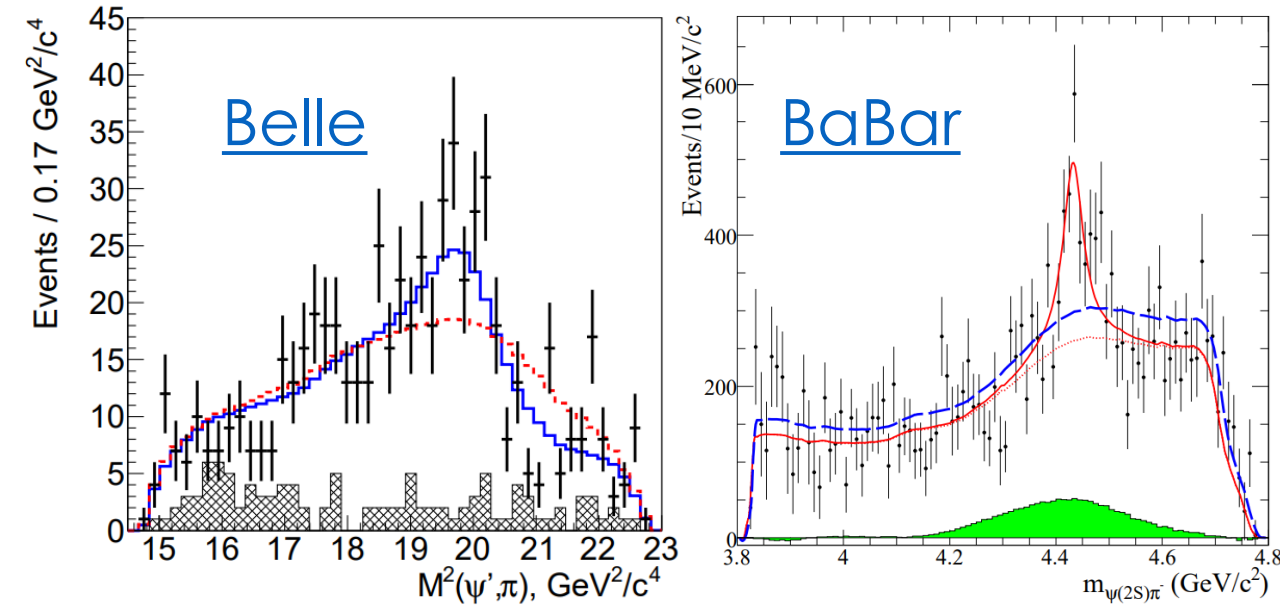 Belle
Events / 0.17 GeV²/c⁴
45
40
35
30
25
20
15
10
5
0
15 16 17 18 19 20 21 22 23
M²(ψ',π), GeV²/c⁴
BaBar
Events/10 MeV/c²
600
400
200
0
3.8 4 4.2 4.4 4.6 4.8
m_ψ(2S)π⁻ (GeV/c²)